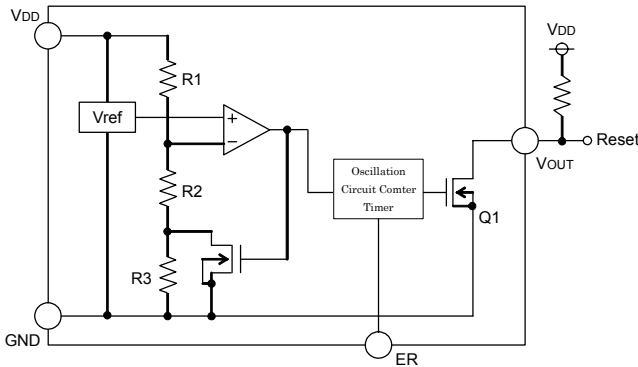 VDD
VDD
R1
Vref
+
−
Reset
VOUT
Oscillation
Circuit Comter
Timer
R2
Q1
R3
GND
ER